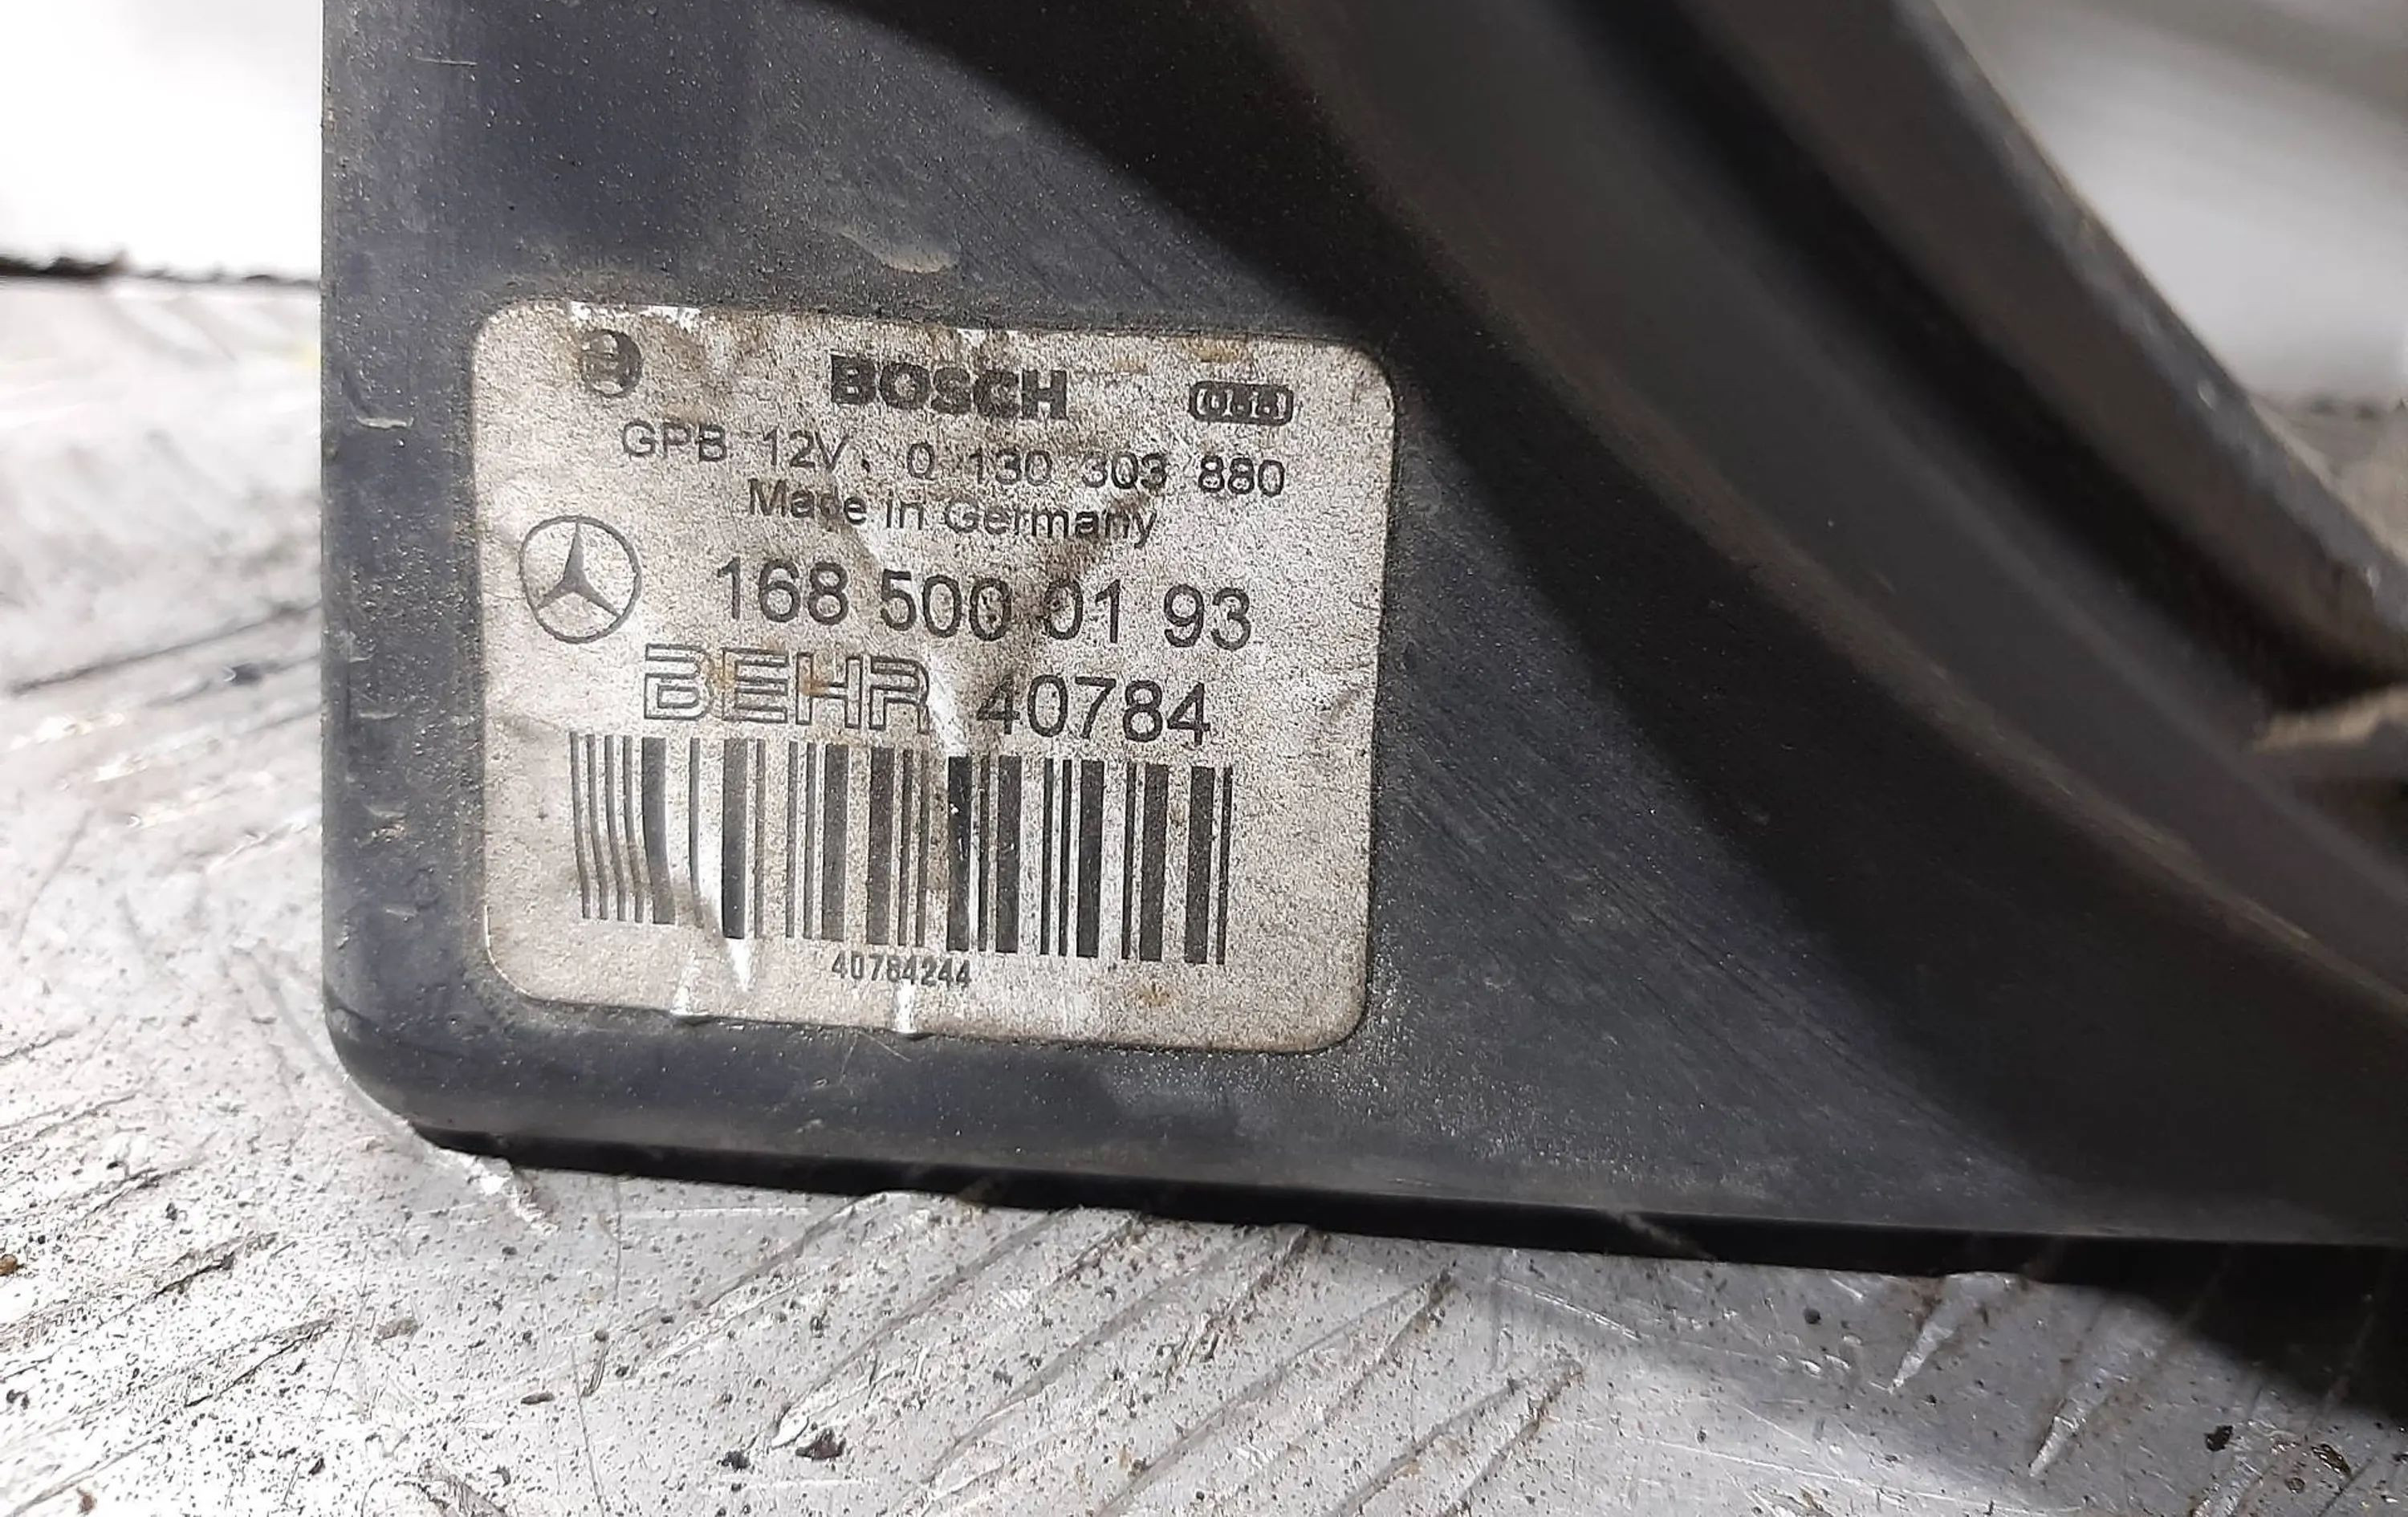 BOSCH
GPB 12V. 0 130 303 880
Made in Germany
168 500 01 93
BEHR 40784
40784244